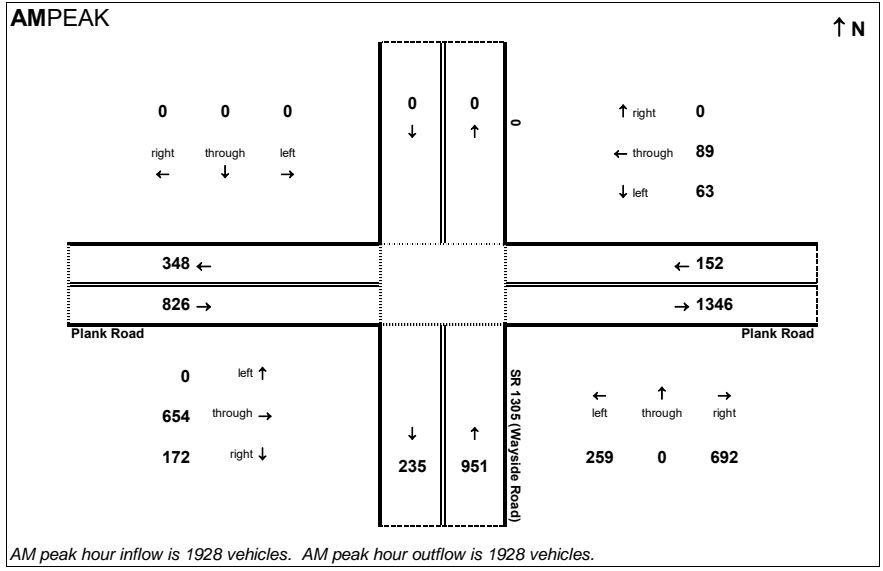 AMPEAK
↑ N
0 0 0
right through left
← ↓ →
0 0
↓ ↑
0
↑ right 0
← through 89
↓ left 63
348 ←
826 →
← 152
→ 1346
Plank Road
Plank Road
0 left ↑
654 through →
172 right ↓
↓ ↑
235 951
SR 1305 (Wayside Road)
← ↑ →
left through right
259 0 692
AM peak hour inflow is 1928 vehicles. AM peak hour outflow is 1928 vehicles.